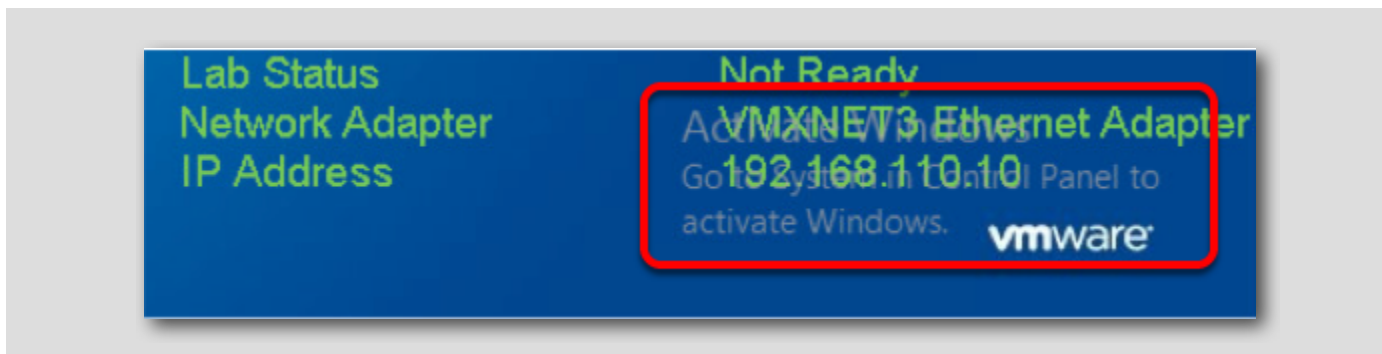 Lab Status Not Ready
Network Adapter VMXNET3 Ethernet Adapter
Activate Windows
IP Address 192.168.110.10
Go to System in Control Panel to
activate Windows.
vmware